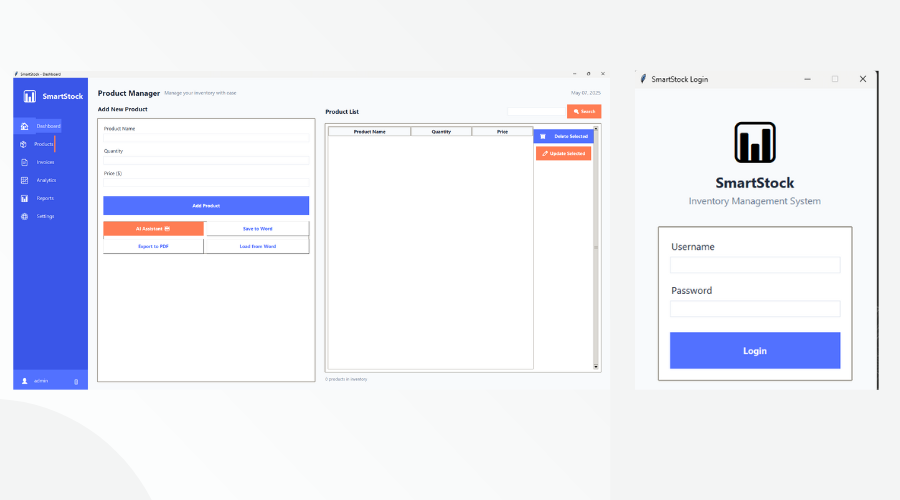 SmartStock - Dashboard
SmartStock
Dashboard
Products
Invoices
Analytics
Reports
Settings
admin
Product Manager
Manage your inventory with ease
May 07, 2025
Add New Product
Product Name
Quantity
Price ($)
Add Product
AI Assistant
Save to Word
Export to PDF
Load from Word
Product List
Search
Product Name
Quantity
Price
Delete Selected
Update Selected
0 products in inventory
SmartStock Login
SmartStock
Inventory Management System
Username
Password
Login